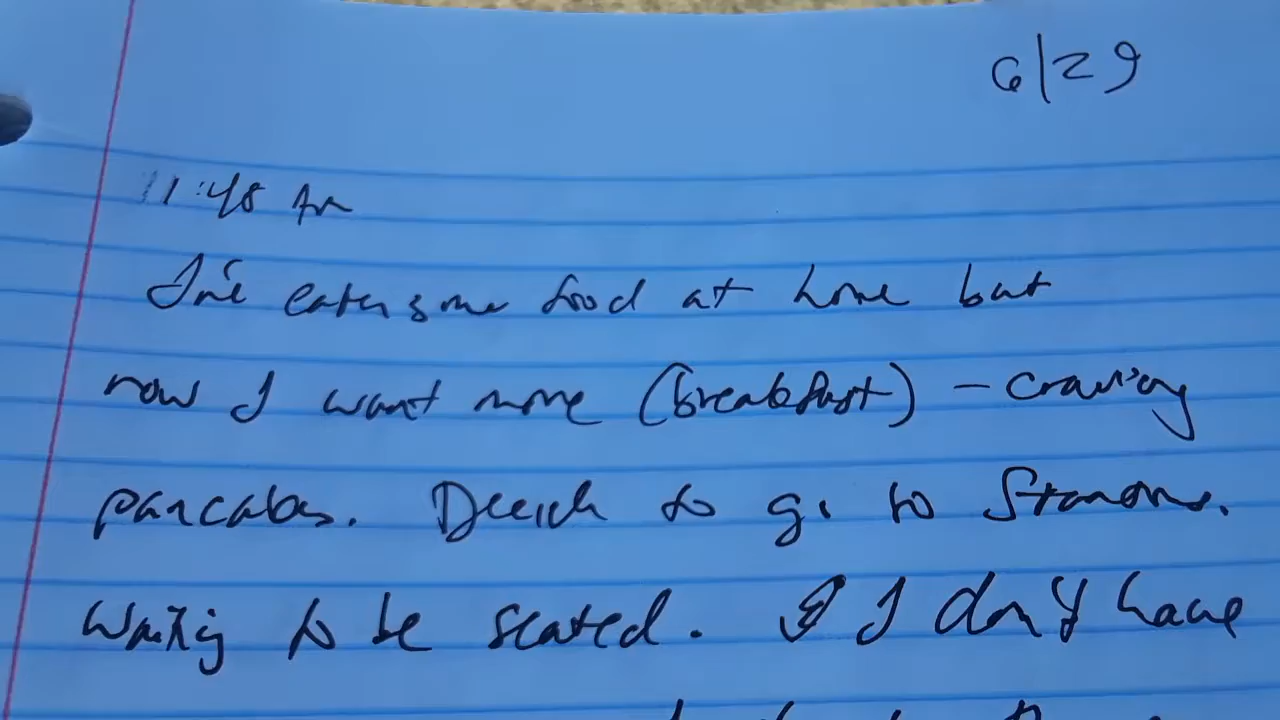 6/29
11:48 Am
I've eaten some food at home but
now I want more (breakfast) - craving
pancakes. Decide to go to
Waiting to be seated. I don't have